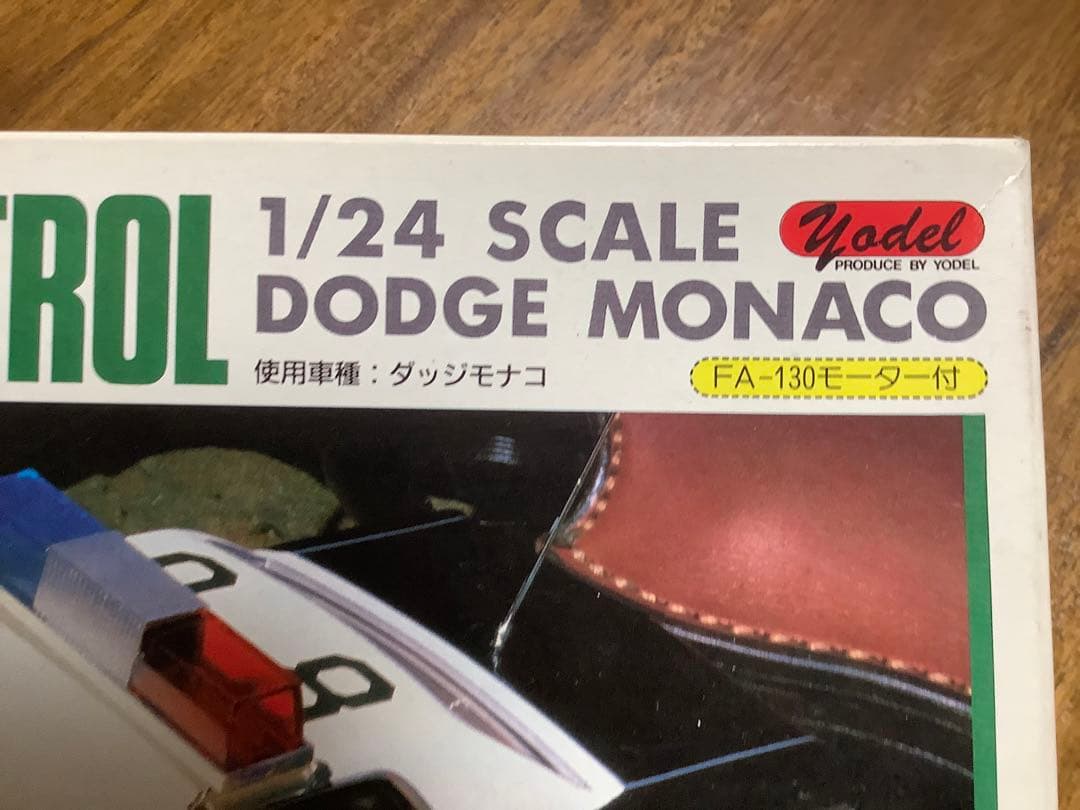 TROL
1/24 SCALE
Yodel
PRODUCE BY YODEL
DODGE MONACO
使用車種：ダッジモナコ
FA-130モーター付
8